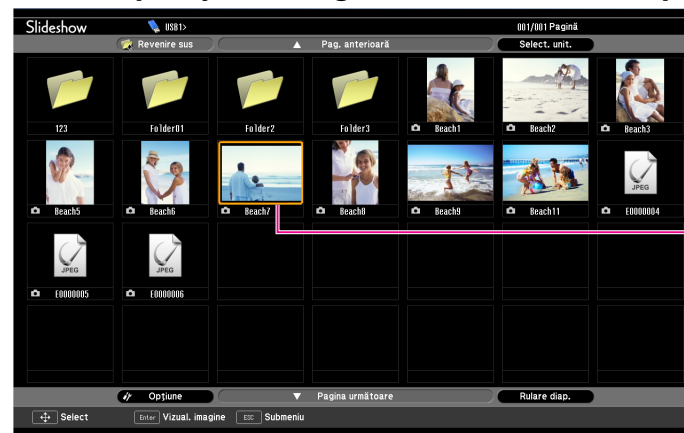 Slideshow USB1> 001/001 Pagină
Revenire sus ▲ Pag. anterioară Select. unit.
123 Folder01 Folder2 Folder3 Beach1 Beach2 Beach3
JPEG
Beach5 Beach6 Beach7 Beach8 Beach9 Beach11 E0000004
JPEG JPEG
E0000005 E0000006
Opțiune ▼ Pagina următoare Rulare diap.
Select Enter Vizual. imagine ESC Submeniu